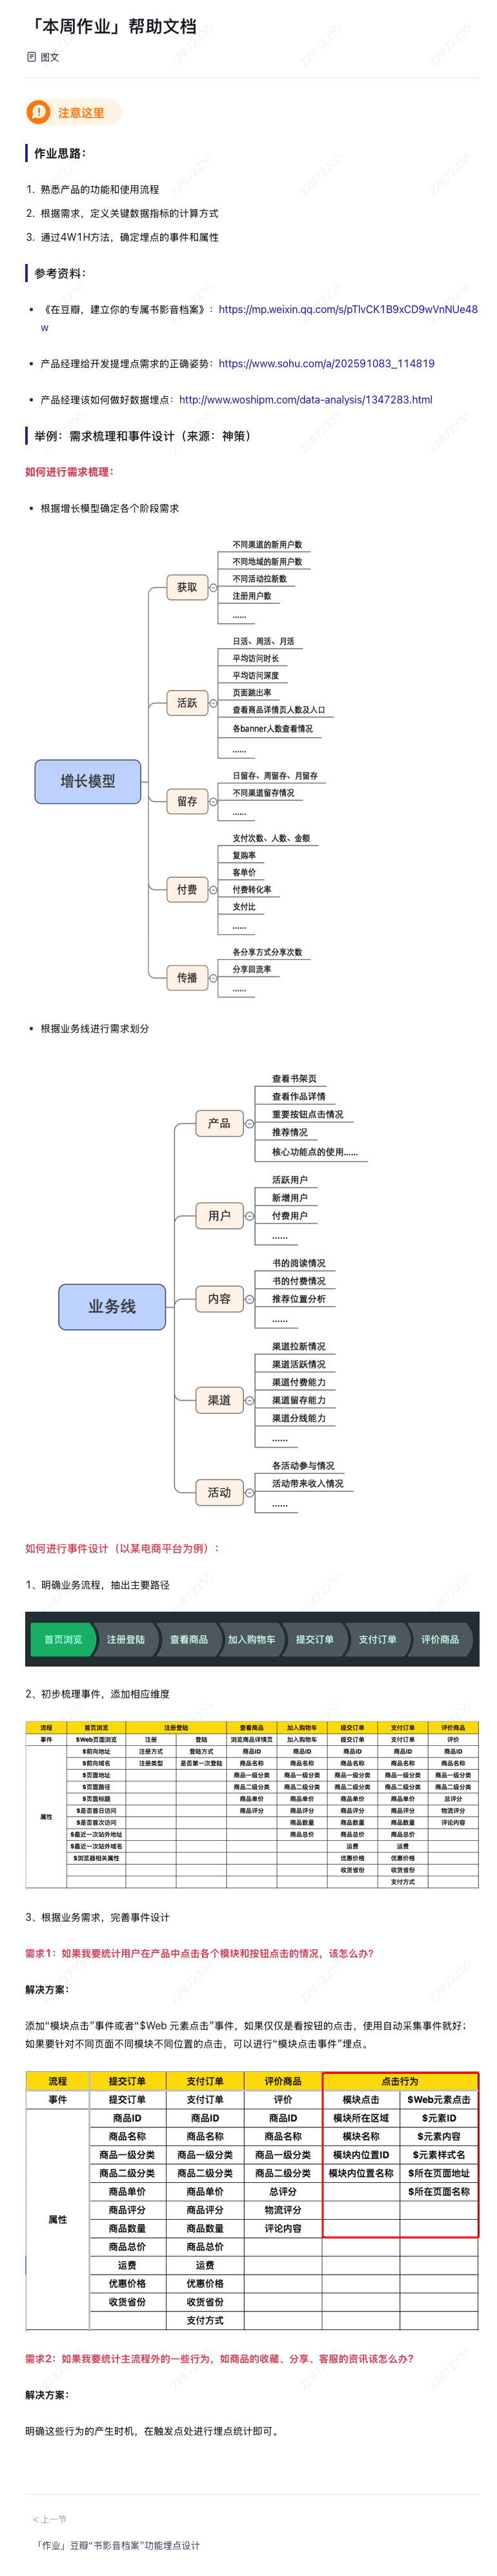 「本周作业」帮助文档
图文
注意这里
作业思路：
1. 熟悉产品的功能和使用流程
2. 根据需求，定义关键数据指标的计算方式
3. 通过4W1H方法，确定埋点的事件和属性
参考资料：
《在豆瓣，建立你的专属书影音档案》：https://mp.weixin.qq.com/s/pTlvCK1B9xCD9wVnNUe48
w
产品经理给开发提埋点需求的正确姿势：https://www.sohu.com/a/202591083_114819
产品经理该如何做好数据埋点：http://www.woshipm.com/data-analysis/1347283.html
举例：需求梳理和事件设计（来源：神策）
如何进行需求梳理：
根据增长模型确定各个阶段需求
增长模型
获取
不同渠道的新用户数
不同地域的新用户数
不同活动拉新数
注册用户数
......
活跃
日活、周活、月活
平均访问时长
平均访问深度
页面跳出率
查看商品详情页人数及人口
各banner人数查看情况
......
留存
日留存、周留存、月留存
不同渠道留存情况
......
付费
支付次数、人数、金额
复购率
客单价
付费转化率
支付比
......
传播
各分享方式分享次数
分享回流率
......
根据业务线进行需求划分
业务线
产品
查看书架页
查看作品详情
重要按钮点击情况
推荐情况
核心功能点的使用......
用户
活跃用户
新增用户
付费用户
......
内容
书的阅读情况
书的付费情况
推荐位置分析
......
渠道
渠道拉新情况
渠道活跃情况
渠道付费能力
渠道留存能力
渠道分线能力
......
活动
各活动参与情况
活动带来收入情况
......
如何进行事件设计（以某电商平台为例）：
1、明确业务流程，抽出主要路径
首页浏览 注册登陆 查看商品 加入购物车 提交订单 支付订单 评价商品
2、初步梳理事件，添加相应维度
流程 首页浏览 注册登陆 查看商品 加入购物车 提交订单 支付订单 评价商品
事件 $Web页面浏览 注册 登陆 浏览商品详情页 加入购物车 提交订单 支付订单 评价
属性
$前向地址 注册方式 登陆方式 商品ID 商品ID 商品ID 商品ID 商品ID
$前向域名 注册类型 是否第一次登陆 商品名称 商品名称 商品名称 商品名称 商品名称
$页面地址 商品一级分类 商品一级分类 商品一级分类 商品一级分类 商品一级分类
$页面路径 商品二级分类 商品二级分类 商品二级分类 商品二级分类 商品二级分类
$页面标题 商品单价 商品单价 商品单价 商品单价 总评分
$是否首日访问 商品评分 商品评分 商品评分 商品评分 物流评分
$是否首次访问 商品数量 商品数量 商品数量 评论内容
$最近一次站外地址 商品总价 商品总价 商品总价
$最近一次站外域名 运费 运费
$浏览器相关属性 优惠价格 优惠价格
收货省份 收货省份
支付方式
3、根据业务需求，完善事件设计
需求1：如果我要统计用户在产品中点击各个模块和按钮点击的情况，该怎么办？
解决方案：
添加“模块点击”事件或者“$Web 元素点击”事件，如果仅仅是看按钮的点击，使用自动采集事件就好；
如果要针对不同页面不同模块不同位置的点击，可以进行“模块点击事件”埋点。
流程 提交订单 支付订单 评价商品 点击行为
事件 提交订单 支付订单 评价 模块点击 $Web元素点击
属性
商品ID 商品ID 商品ID 模块所在区域 $元素ID
商品名称 商品名称 商品名称 模块名称 $元素内容
商品一级分类 商品一级分类 商品一级分类 模块内位置ID $元素样式名
商品二级分类 商品二级分类 商品二级分类 模块内位置名称 $所在页面地址
商品单价 商品单价 总评分 $所在页面名称
商品评分 商品评分 物流评分
商品数量 商品数量 评论内容
商品总价 商品总价
运费 运费
优惠价格 优惠价格
收货省份 收货省份
支付方式
需求2：如果我要统计主流程外的一些行为，如商品的收藏、分享、客服的资讯该怎么办？
解决方案：
明确这些行为的产生时机，在触发点处进行埋点统计即可。
< 上一节
「作业」豆瓣“书影音档案”功能埋点设计
22872255